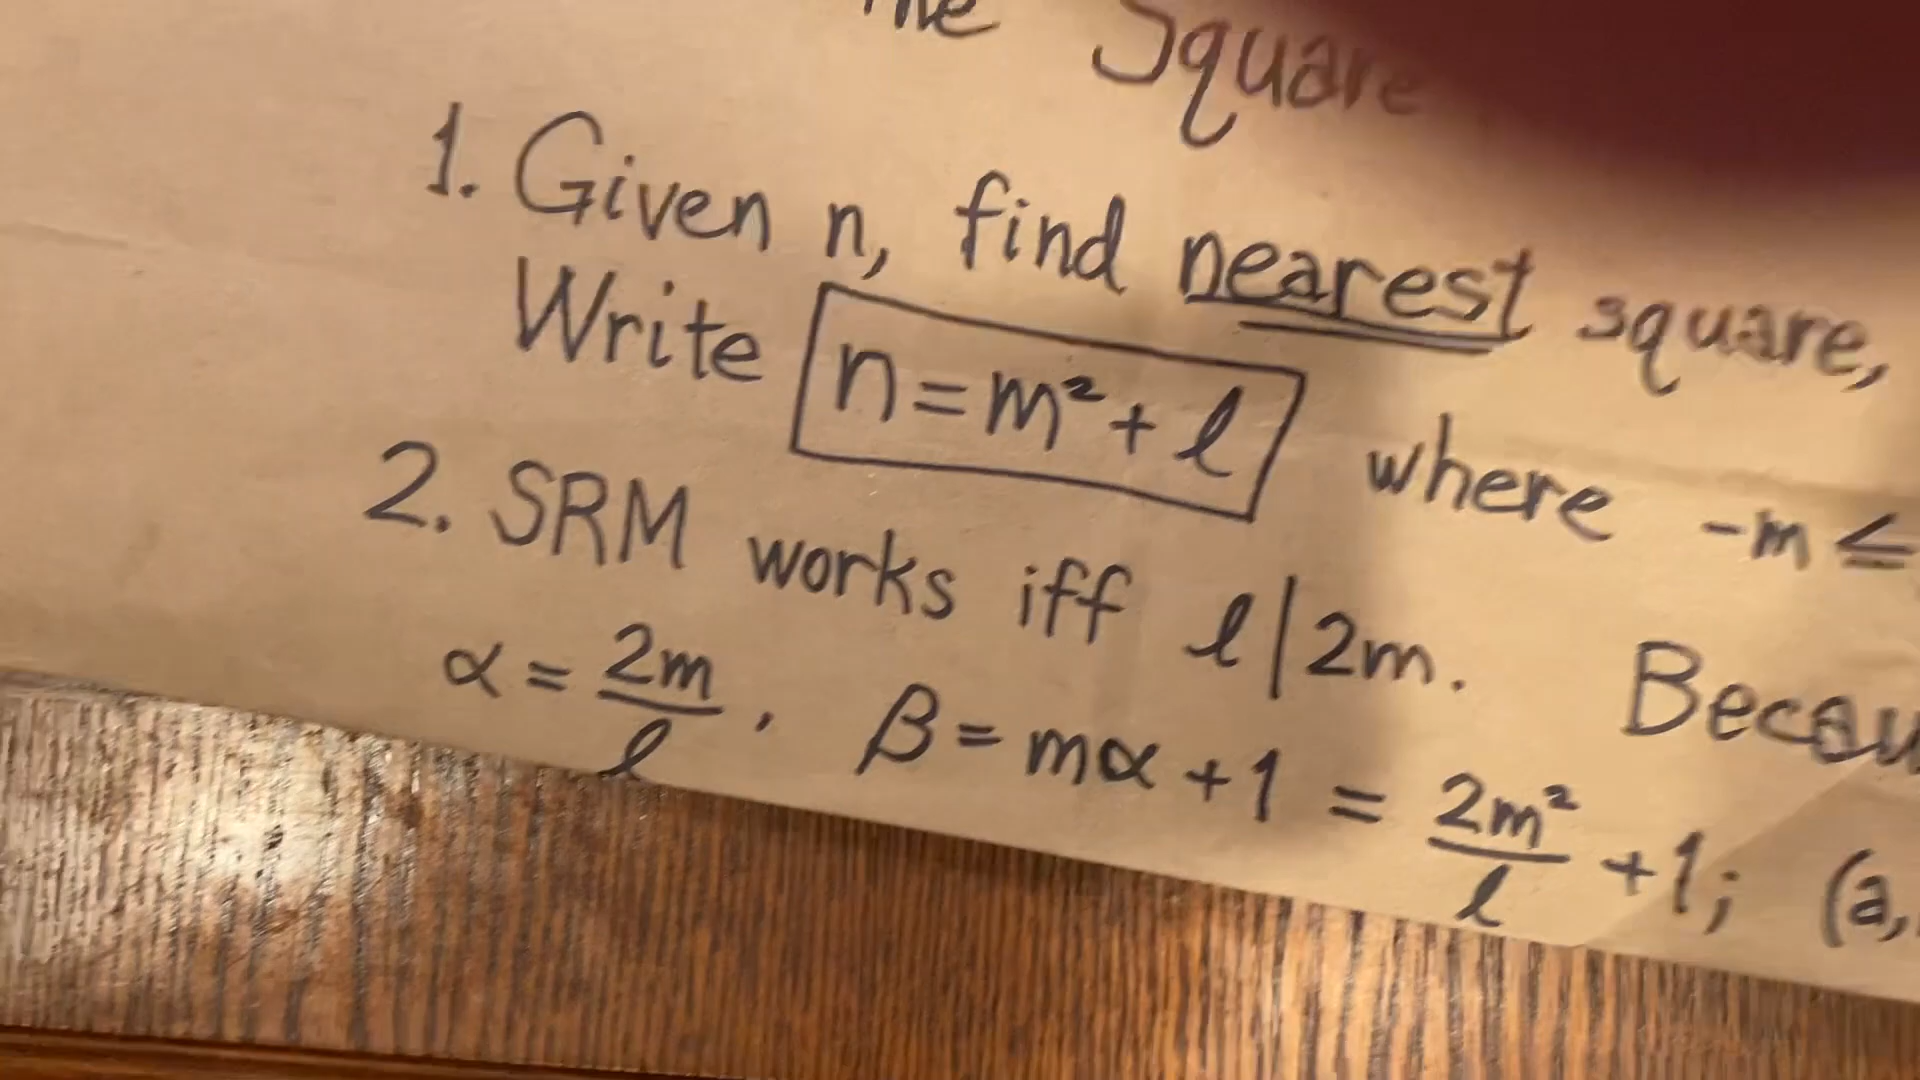 the Square
1. Given n, find nearest square,
Write n=m²+l where -m≤
2. SRM works iff l|2m. Becau
α = 2m/l, β = mα + 1 = 2m²/l + 1; (a,